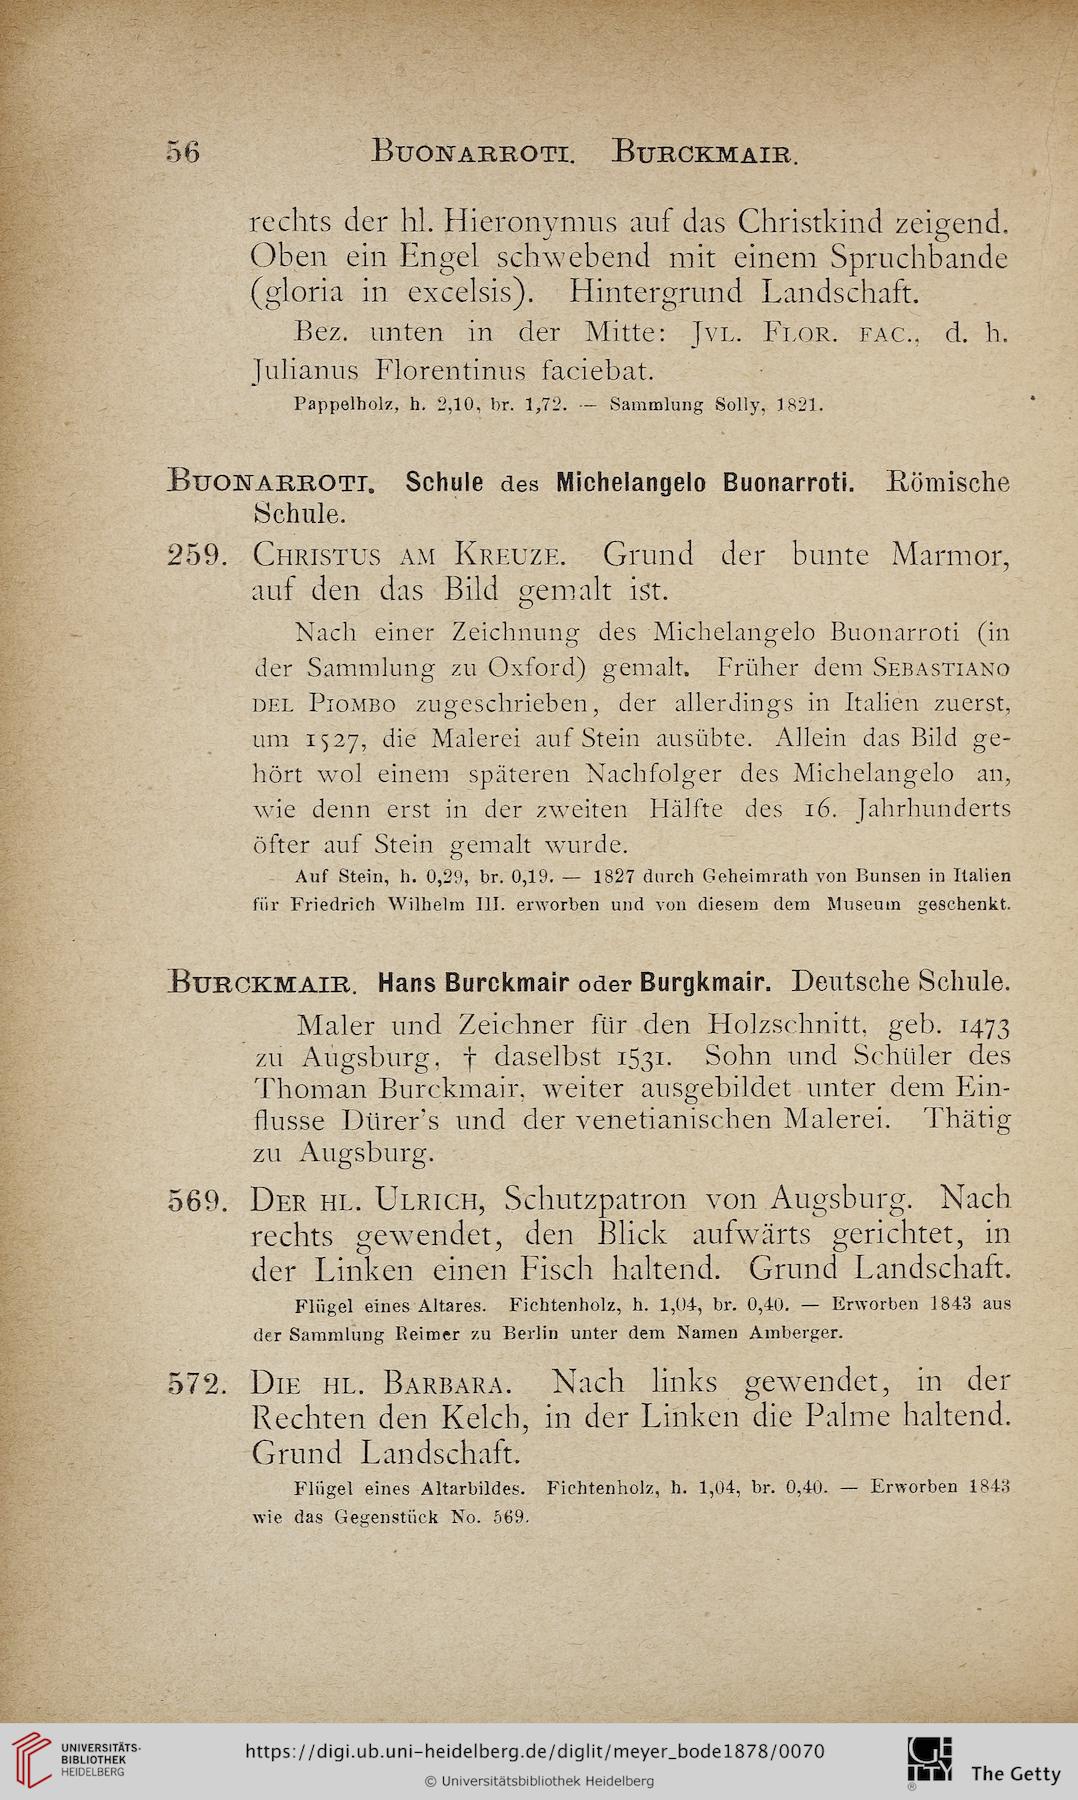 56 BUONARROTI. BURCKMAIR.
rechts der hl. Hieronymus auf das Christkind zeigend.
Oben ein Engel schwebend mit einem Spruchbande
(gloria in excelsis). Hintergrund Landschaft.
Bez. unten in der Mitte: JVL. FLOR. FAC., d. h.
Julianus Florentinus faciebat.
Pappelholz, h. 2,10, br. 1,72. — Sammlung Solly, 1821.
BUONARROTI. Schule des Michelangelo Buonarroti. Römische
Schule.
259. CHRISTUS AM KREUZE. Grund der bunte Marmor,
auf den das Bild gemalt ist.
Nach einer Zeichnung des Michelangelo Buonarroti (in
der Sammlung zu Oxford) gemalt. Früher dem SEBASTIANO
DEL PIOMBO zugeschrieben, der allerdings in Italien zuerst,
um 1527, die Malerei auf Stein ausübte. Allein das Bild ge-
hört wol einem späteren Nachfolger des Michelangelo an,
wie denn erst in der zweiten Hälfte des 16. Jahrhunderts
öfter auf Stein gemalt wurde.
Auf Stein, h. 0,29, br. 0,19. — 1827 durch Geheimrath von Bunsen in Italien
für Friedrich Wilhelm III. erworben und von diesem dem Museum geschenkt.
BURCKMAIR. Hans Burckmair oder Burgkmair. Deutsche Schule.
Maler und Zeichner für den Holzschnitt, geb. 1473
zu Augsburg, † daselbst 1531. Sohn und Schüler des
Thoman Burckmair, weiter ausgebildet unter dem Ein-
flusse Dürer's und der venetianischen Malerei. Thätig
zu Augsburg.
569. DER HL. ULRICH, Schutzpatron von Augsburg. Nach
rechts gewendet, den Blick aufwärts gerichtet, in
der Linken einen Fisch haltend. Grund Landschaft.
Flügel eines Altares. Fichtenholz, h. 1,04, br. 0,40. — Erworben 1843 aus
der Sammlung Reimer zu Berlin unter dem Namen Amberger.
572. DIE HL. BARBARA. Nach links gewendet, in der
Rechten den Kelch, in der Linken die Palme haltend.
Grund Landschaft.
Flügel eines Altarbildes. Fichtenholz, h. 1,04, br. 0,40. — Erworben 1843
wie das Gegenstück No. 569.
UNIVERSITÄTS-
BIBLIOTHEK
HEIDELBERG
https://digi.ub.uni-heidelberg.de/diglit/meyer_bode1878/0070
© Universitätsbibliothek Heidelberg
GETTY
®
The Getty